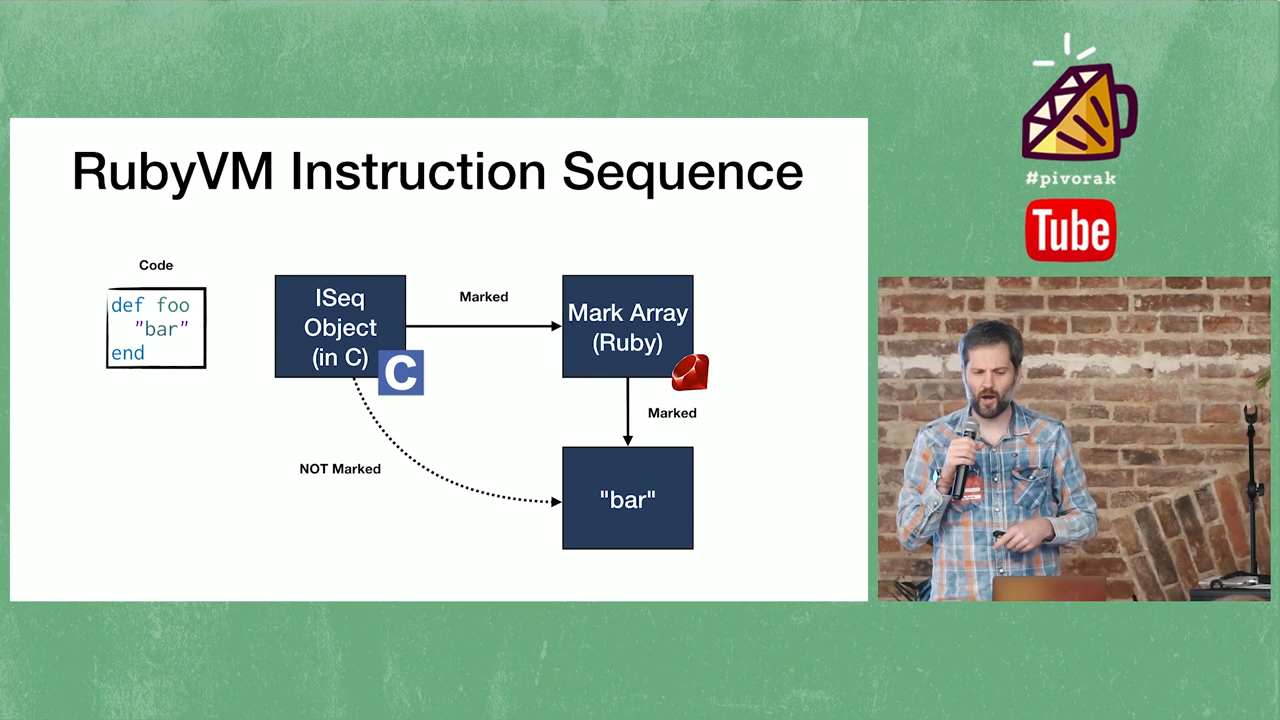 RubyVM Instruction Sequence
Code
def foo
"bar"
end
ISeq
Object
(in C)
C
Marked
Mark Array
(Ruby)
Marked
NOT Marked
"bar"
#pivorak
Tube